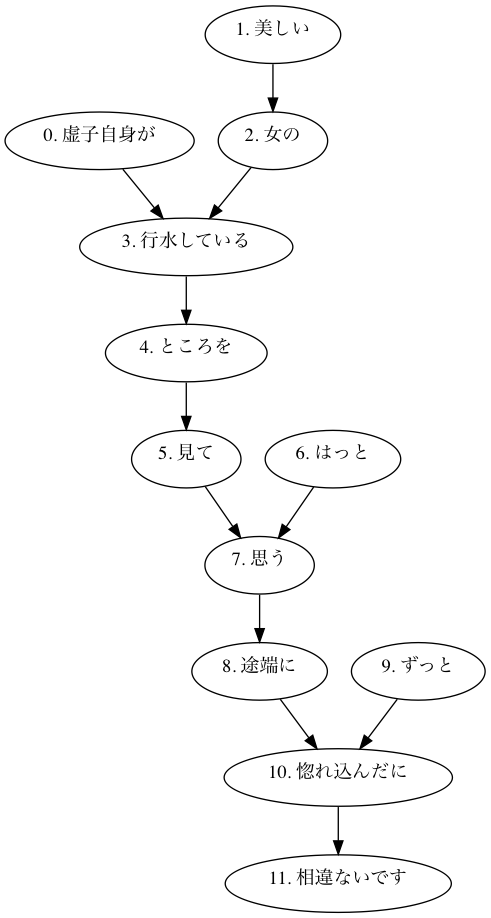 1. 美しい
0. 虚子自身が
2. 女の
3. 行水している
4. ところを
5. 見て
6. はっと
7. 思う
8. 途端に
9. ずっと
10. 惚れ込んだに
11. 相違ないです